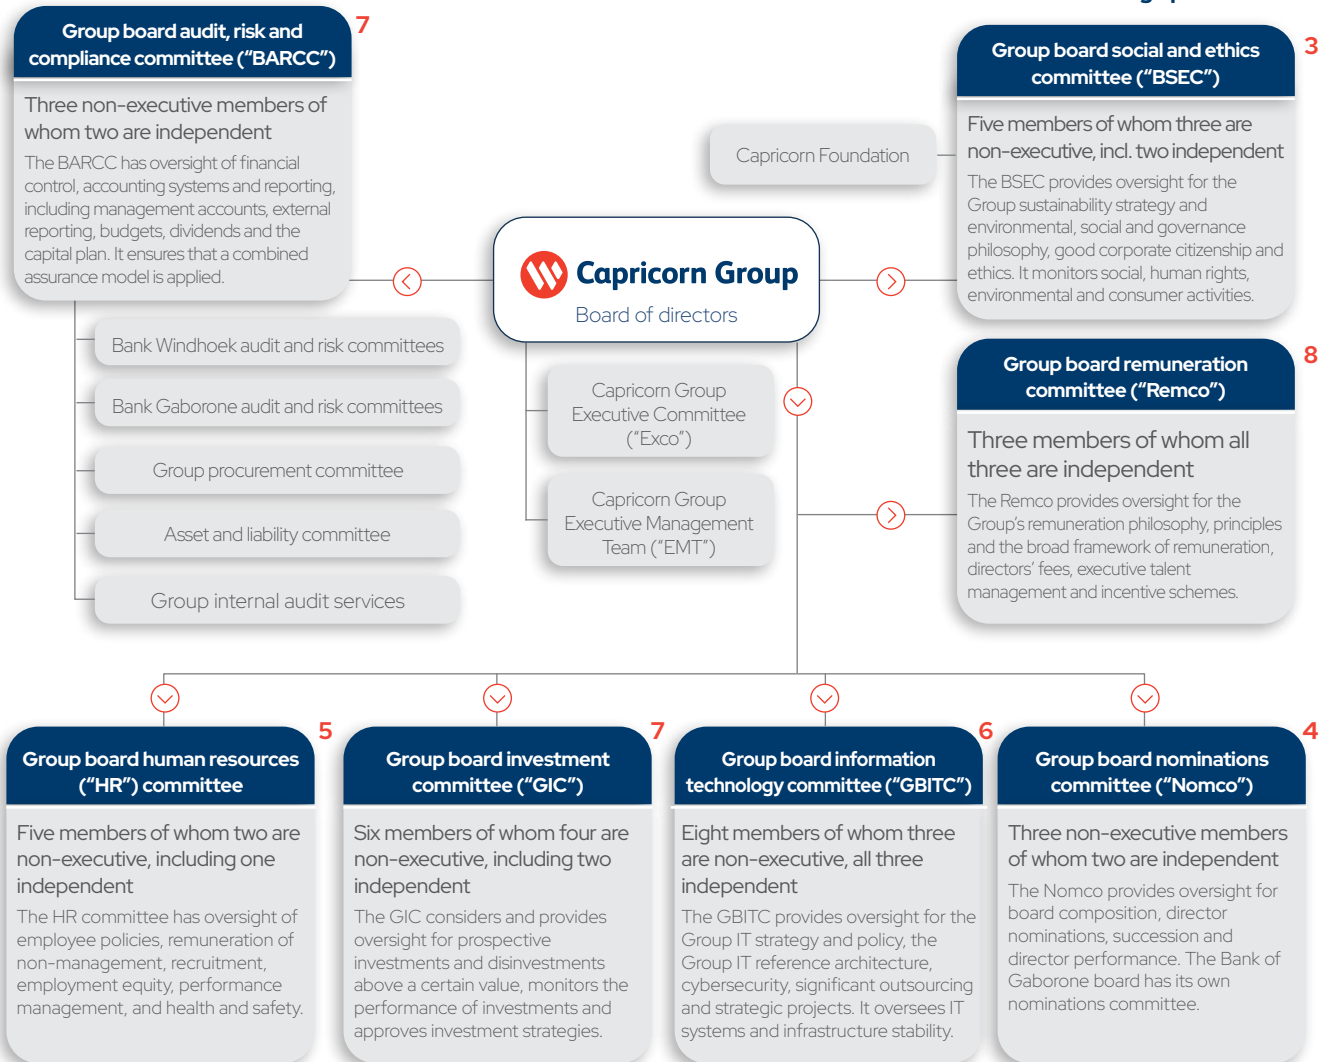 Group board audit, risk and
compliance committee (“BARCC”)
7
Three non-executive members of
whom two are independent
The BARCC has oversight of financial
control, accounting systems and reporting,
including management accounts, external
reporting, budgets, dividends and the
capital plan. It ensures that a combined
assurance model is applied.
Bank Windhoek audit and risk committees
Bank Gaborone audit and risk committees
Group procurement committee
Asset and liability committee
Group internal audit services
Capricorn Group
Board of directors
Capricorn Group
Executive Committee
(“Exco”)
Capricorn Group
Executive Management
Team (“EMT”)
Capricorn Foundation
Group board social and ethics
committee (“BSEC”)
3
Five members of whom three are
non-executive, incl. two independent
The BSEC provides oversight for the
Group sustainability strategy and
environmental, social and governance
philosophy, good corporate citizenship and
ethics. It monitors social, human rights,
environmental and consumer activities.
Group board remuneration
committee (“Remco”)
8
Three members of whom all
three are independent
The Remco provides oversight for the
Group’s remuneration philosophy, principles
and the broad framework of remuneration,
directors’ fees, executive talent
management and incentive schemes.
Group board human resources
(“HR”) committee
5
Five members of whom two are
non-executive, including one
independent
The HR committee has oversight of
employee policies, remuneration of
non-management, recruitment,
employment equity, performance
management, and health and safety.
Group board investment
committee (“GIC”)
7
Six members of whom four are
non-executive, including two
independent
The GIC considers and provides
oversight for prospective
investments and disinvestments
above a certain value, monitors the
performance of investments and
approves investment strategies.
Group board information
technology committee (“GBITC”)
6
Eight members of whom three
are non-executive, all three
independent
The GBITC provides oversight for the
Group IT strategy and policy, the
Group IT reference architecture,
cybersecurity, significant outsourcing
and strategic projects. It oversees IT
systems and infrastructure stability.
Group board nominations
committee (“Nomco”)
4
Three non-executive members
of whom two are independent
The Nomco provides oversight for
board composition, director
nominations, succession and
director performance. The Bank of
Gaborone board has its own
nominations committee.